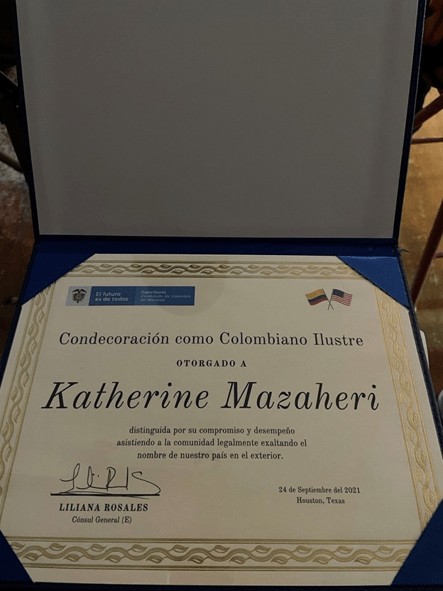 El futuro
es de todos
Condecoración como Colombiano Ilustre
OTORGADO A
Katherine Mazaheri
distinguida por su compromiso y desempeño
asistiendo a la comunidad legalmente exaltando el
nombre de nuestro país en el exterior.
LILIANA ROSALES
Cónsul General (E)
24 de Septiembre del 2021
Houston, Texas